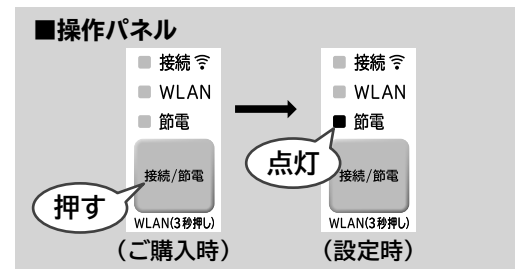 ■操作パネル
接続
WLAN
節電
接続/節電
押す
WLAN(3秒押し)
(ご購入時)
接続
WLAN
節電
点灯
接続/節電
WLAN(3秒押し)
(設定時)